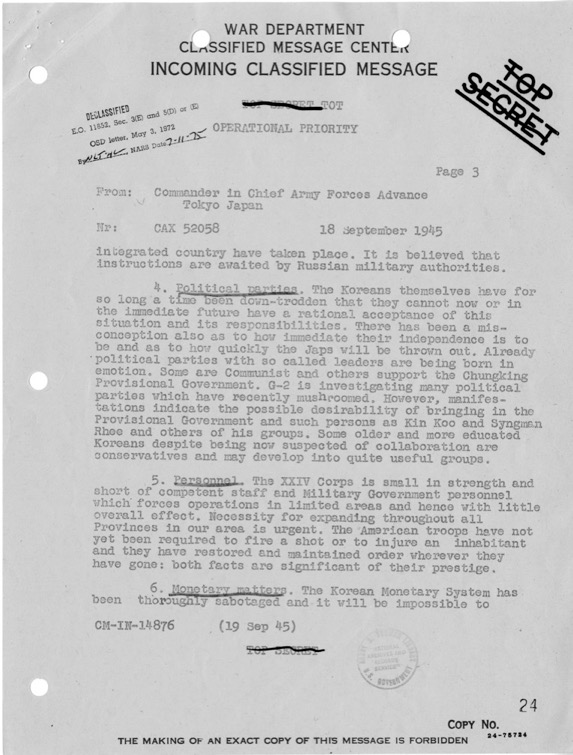 WAR DEPARTMENT
CLASSIFIED MESSAGE CENTER
INCOMING CLASSIFIED MESSAGE
TOP SECRET
TOP SECRET TOT
DECLASSIFIED
E.O. 11652, Sec. 3(E) and 5(D) or (E)
OSD letter, May 3, 1972
By NLT-HC, NARS Date 7-11-75
OPERATIONAL PRIORITY
Page 3
From: Commander in Chief Army Forces Advance
Tokyo Japan
Nr: CAX 52058 18 September 1945
integrated country have taken place. It is believed that
instructions are awaited by Russian military authorities.
4. Political parties. The Koreans themselves have for
so long a time been down-trodden that they cannot now or in
the immediate future have a rational acceptance of this
situation and its responsibilities. There has been a mis-
conception also as to how immediate their independence is to
be and as to how quickly the Japs will be thrown out. Already
political parties with so called leaders are being born in
emotion. Some are Communist and others support the Chungking
Provisional Government. G-2 is investigating many political
parties which have recently mushroomed. However, manifes-
tations indicate the possible desirability of bringing in the
Provisional Government and such persons as Kin Koo and Syngman
Rhee and others of his groups. Some older and more educated
Koreans despite being now suspected of collaboration are
conservatives and may develop into quite useful groups.
5. Personnel. The XXIV Corps is small in strength and
short of competent staff and Military Government personnel
which forces operations in limited areas and hence with little
overall effect. Necessity for expanding throughout all
Provinces in our area is urgent. The American troops have not
yet been required to fire a shot or to injure an inhabitant
and they have restored and maintained order wherever they
have gone: both facts are significant of their prestige.
6. Monetary matters. The Korean Monetary System has
been thoroughly sabotaged and it will be impossible to
CM-IN-14876 (19 Sep 45)
TOP SECRET
24
COPY No.
24-75734
THE MAKING OF AN EXACT COPY OF THIS MESSAGE IS FORBIDDEN